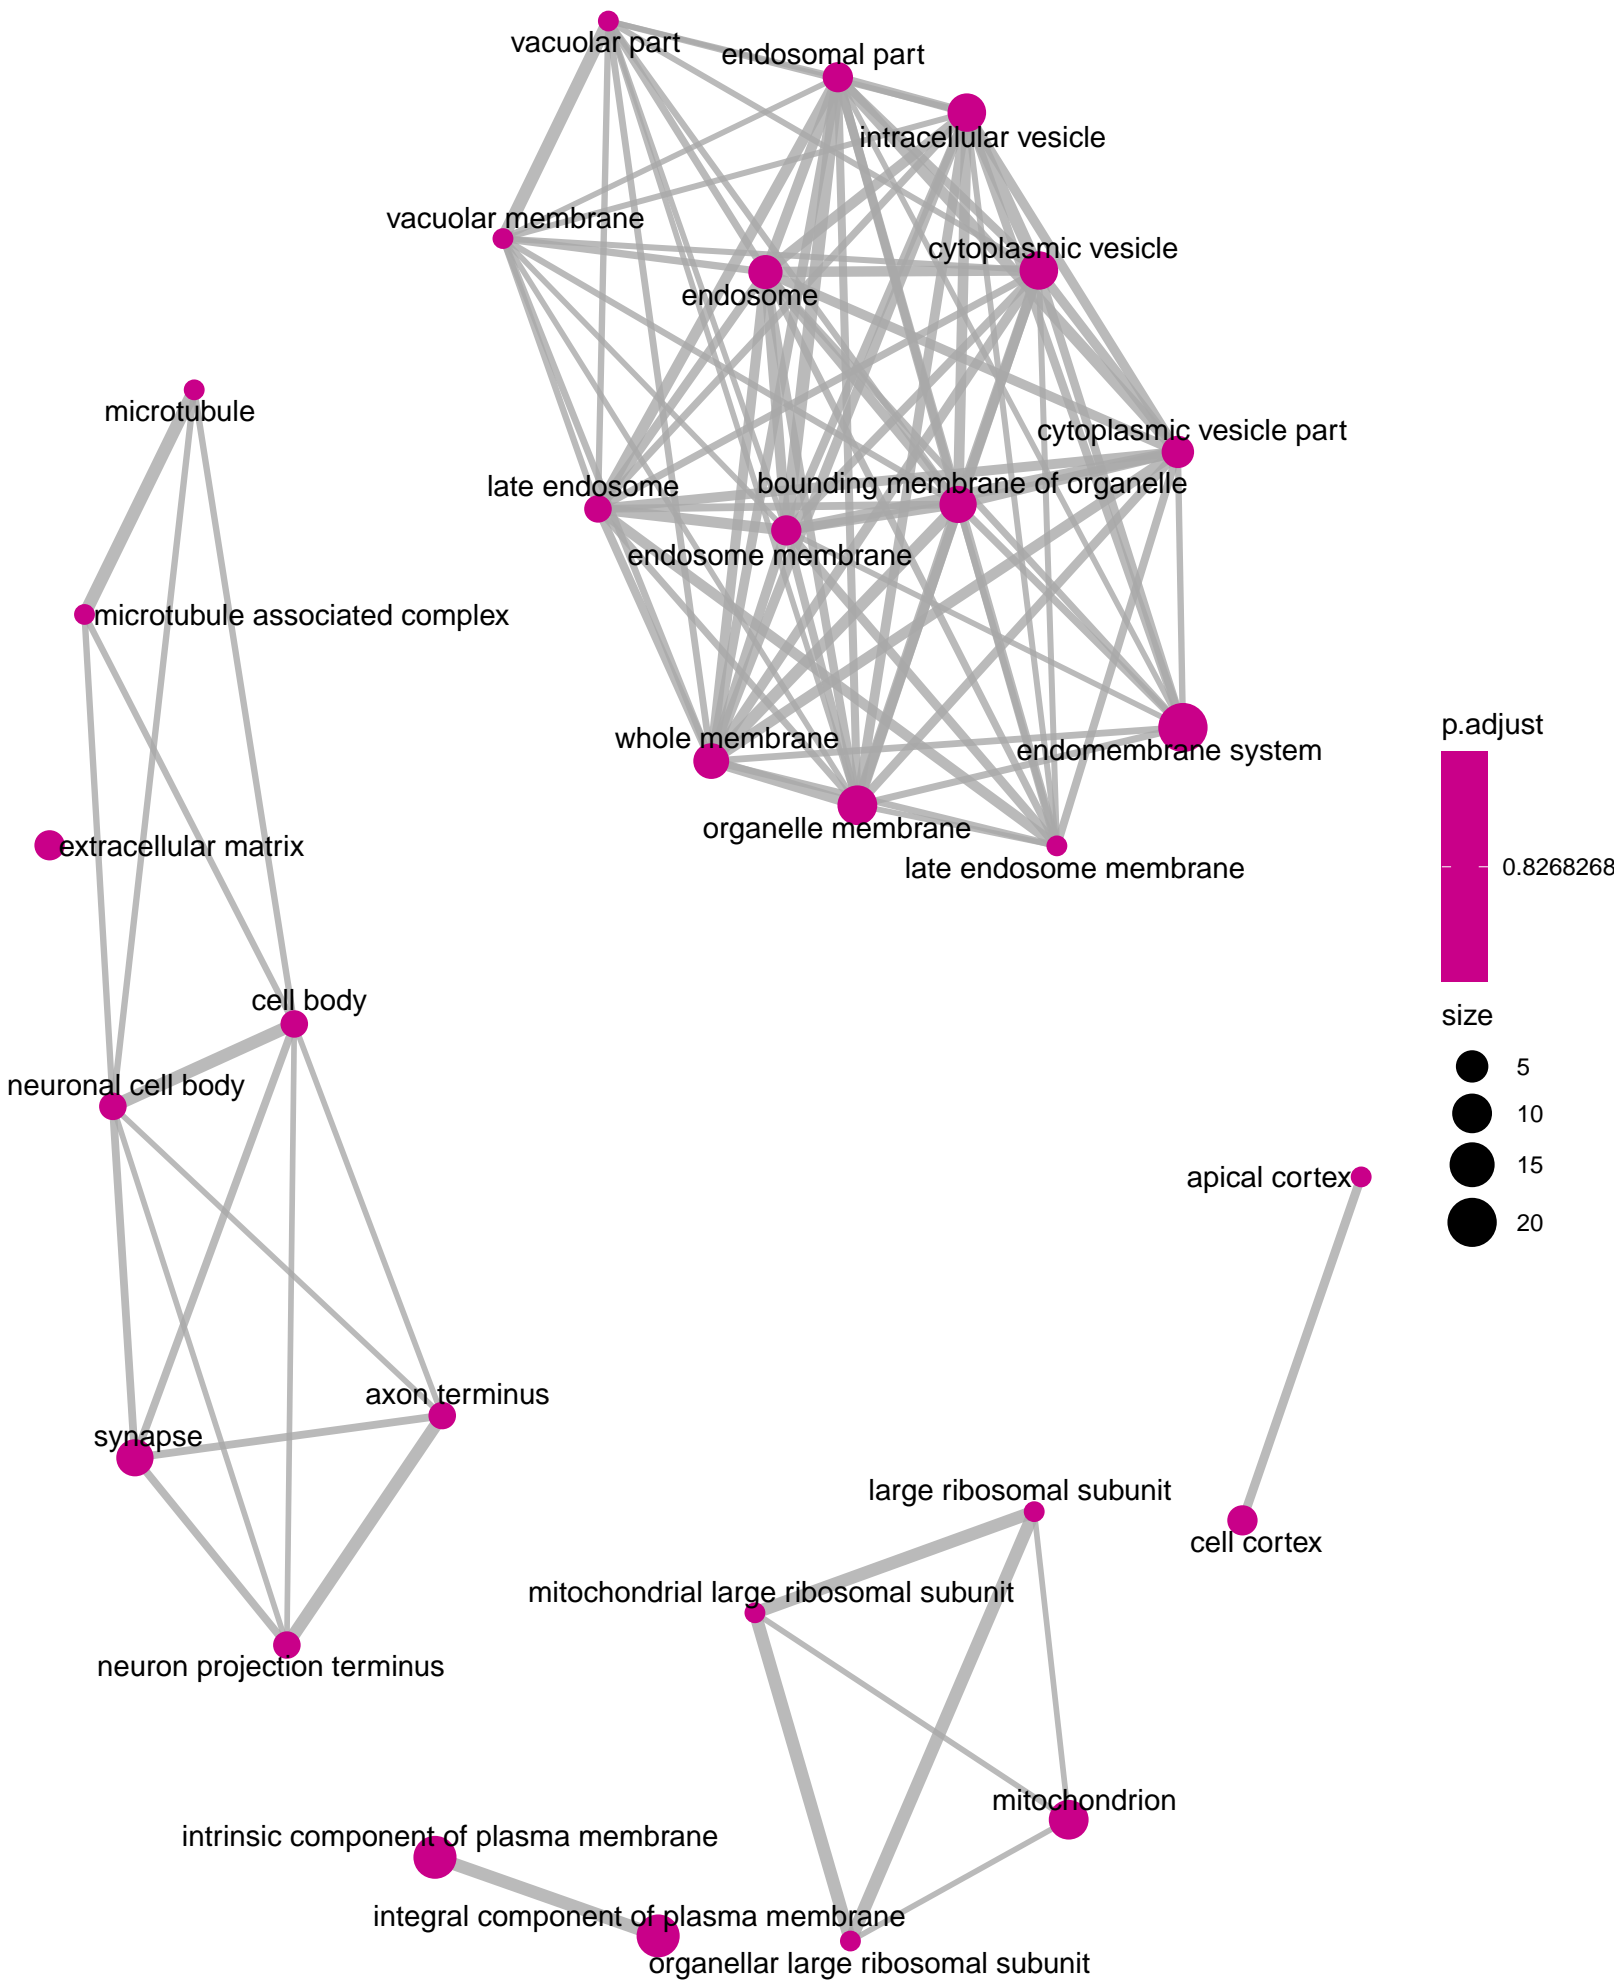 vacuolar part
endosomal part
intracellular vesicle
vacuolar membrane
cytoplasmic vesicle
endosome
microtubule
cytoplasmic vesicle part
late endosome
bounding membrane of organelle
endosome membrane
microtubule associated complex
whole membrane
endomembrane system
organelle membrane
late endosome membrane
extracellular matrix
cell body
neuronal cell body
axon terminus
synapse
neuron projection terminus
apical cortex
cell cortex
large ribosomal subunit
mitochondrial large ribosomal subunit
mitochondrion
intrinsic component of plasma membrane
integral component of plasma membrane
organellar large ribosomal subunit
p.adjust
0.8268268
size
5
10
15
20